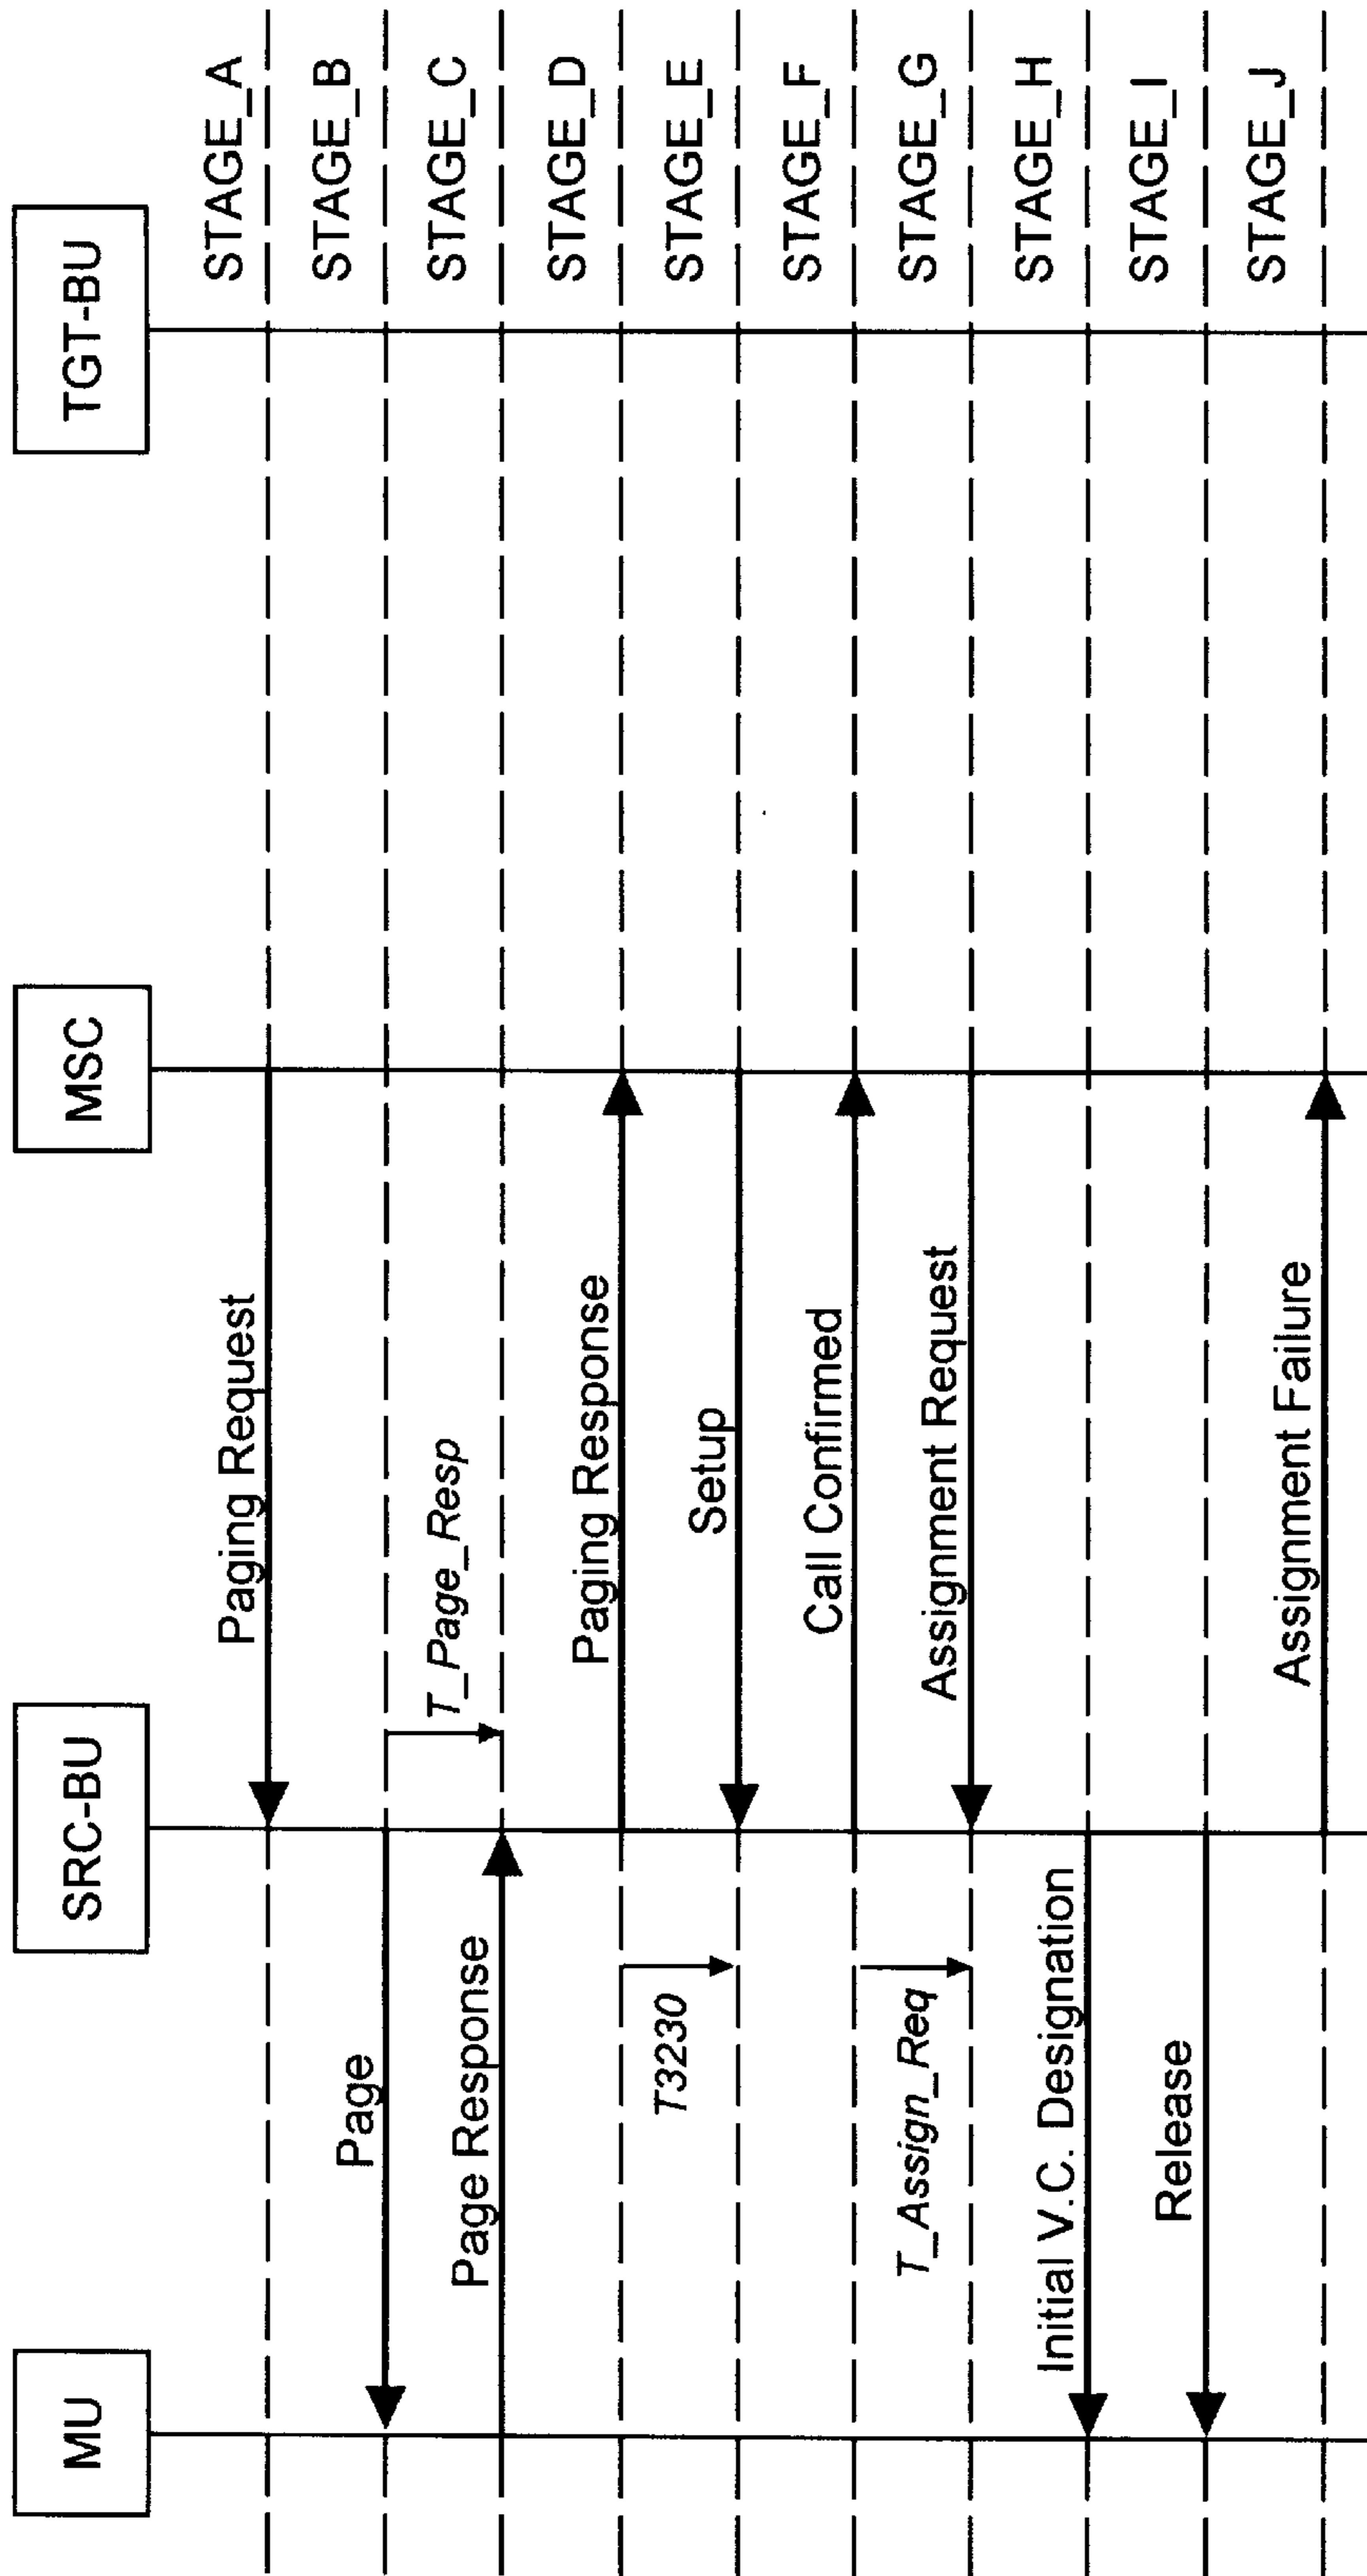 MU
SRC-BU
MSC
TGT-BU
Paging Request
STAGE_A
Page
STAGE_B
Page Response
T_Page_Resp
STAGE_C
Paging Response
STAGE_D
T3230
Setup
STAGE_E
Call Confirmed
STAGE_F
T_Assign_Req
Assignment Request
STAGE_G
Initial V.C. Designation
STAGE_H
Release
STAGE_I
Assignment Failure
STAGE_J